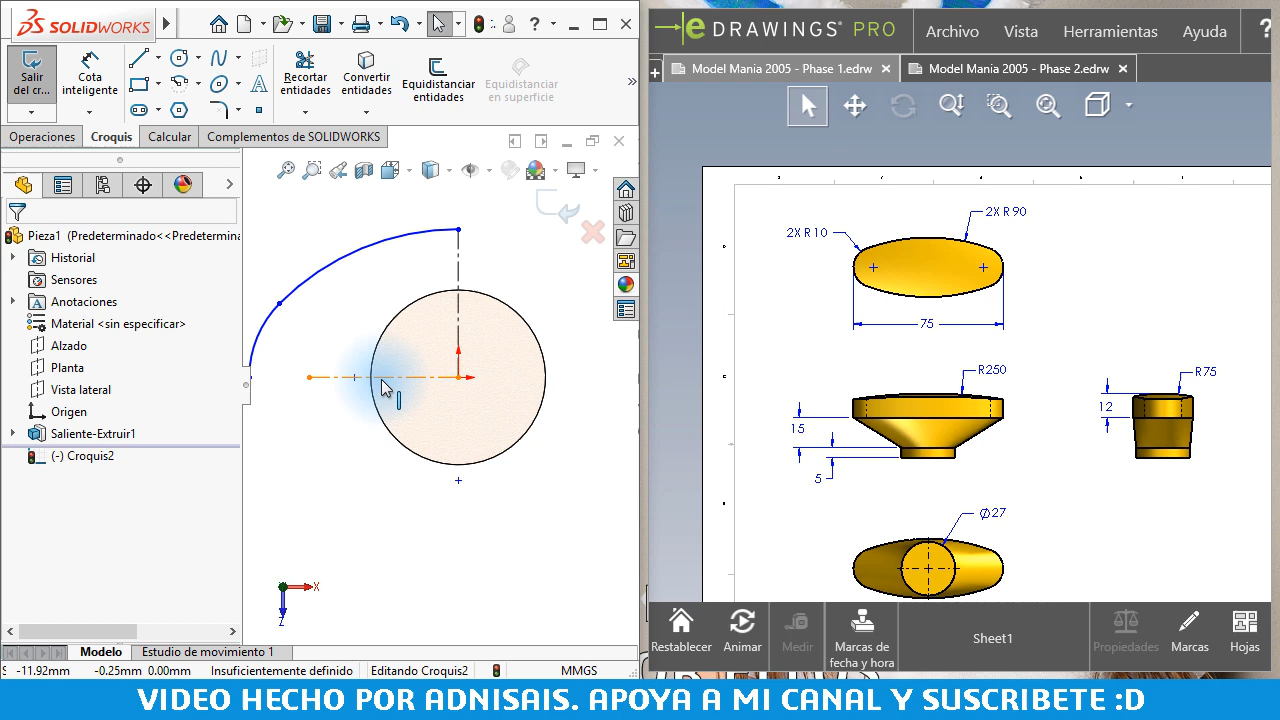 SOLIDWORKS
Salir del cr...
Cota inteligente
Recortar entidades
Convertir entidades
Equidistanciar entidades
Equidistanciar en superficie
Operaciones
Croquis
Calcular
Complementos de SOLIDWORKS
Pieza1 (Predeterminado<<Predetermina
Historial
Sensores
Anotaciones
Material <sin especificar>
Alzado
Planta
Vista lateral
Origen
Saliente-Extruir1
(-) Croquis2
X
Z
Modelo
Estudio de movimiento 1
S -11.92mm -0.25mm 0.00mm Insuficientemente definido Editando Croquis2 MMGS
eDRAWINGS® PRO
Archivo Vista Herramientas Ayuda ?
Model Mania 2005 - Phase 1.edrw
Model Mania 2005 - Phase 2.edrw
2X R 90
2X R 10
75
R250
R75
15
12
5
Ø27
Restablecer
Animar
Medir
Marcas de fecha y hora
Sheet1
Propiedades
Marcas
Hojas
VIDEO HECHO POR ADNISAIS. APOYA A MI CANAL Y SUSCRIBETE :D